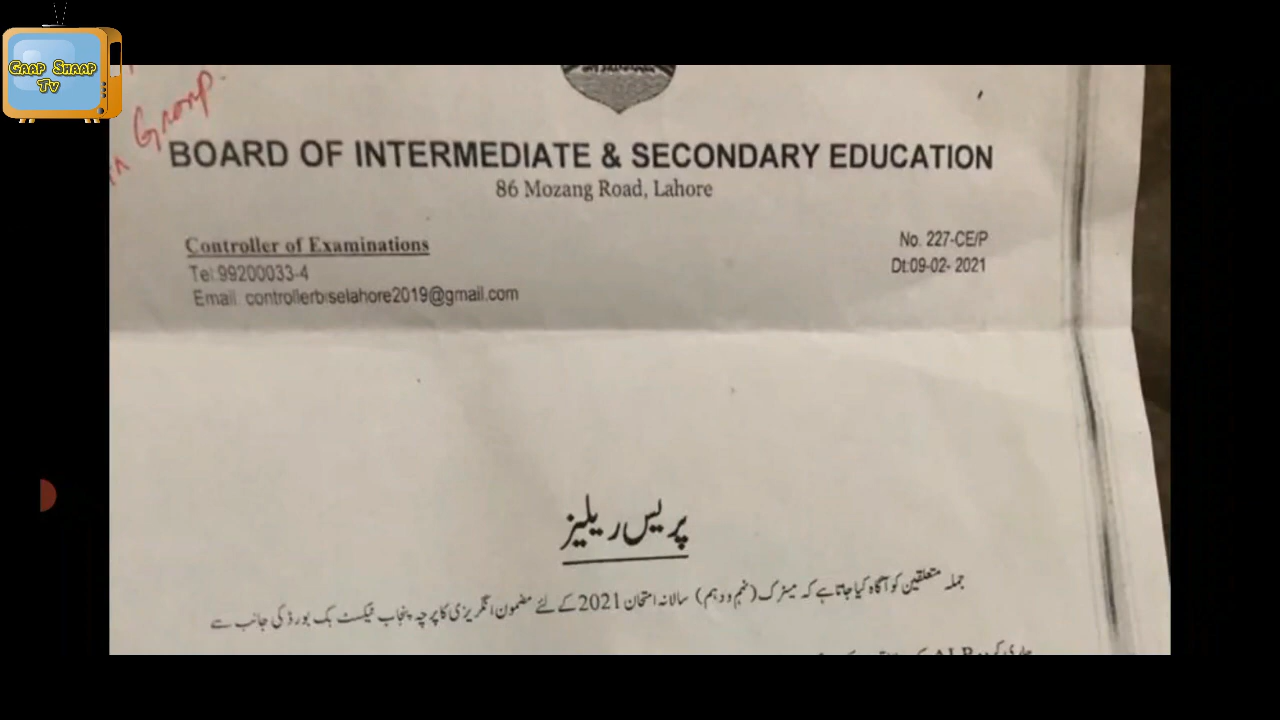 Gaap Shaap
Tv
Group.
BOARD OF INTERMEDIATE & SECONDARY EDUCATION
86 Mozang Road, Lahore
Controller of Examinations
No. 227-CE/P
Tel:99200033-4
Dt:09-02- 2021
Email: controllerbiselahore2019@gmail.com
پریس ریلیز
جملہ متعلقین کو آگاہ کیا جاتا ہے کہ میٹرک (نہم و دہم) سالانہ امتحان 2021 کے لئے مضمون انگریزی کا پرچہ پنجاب ٹیکسٹ بک بورڈ کی جانب سے